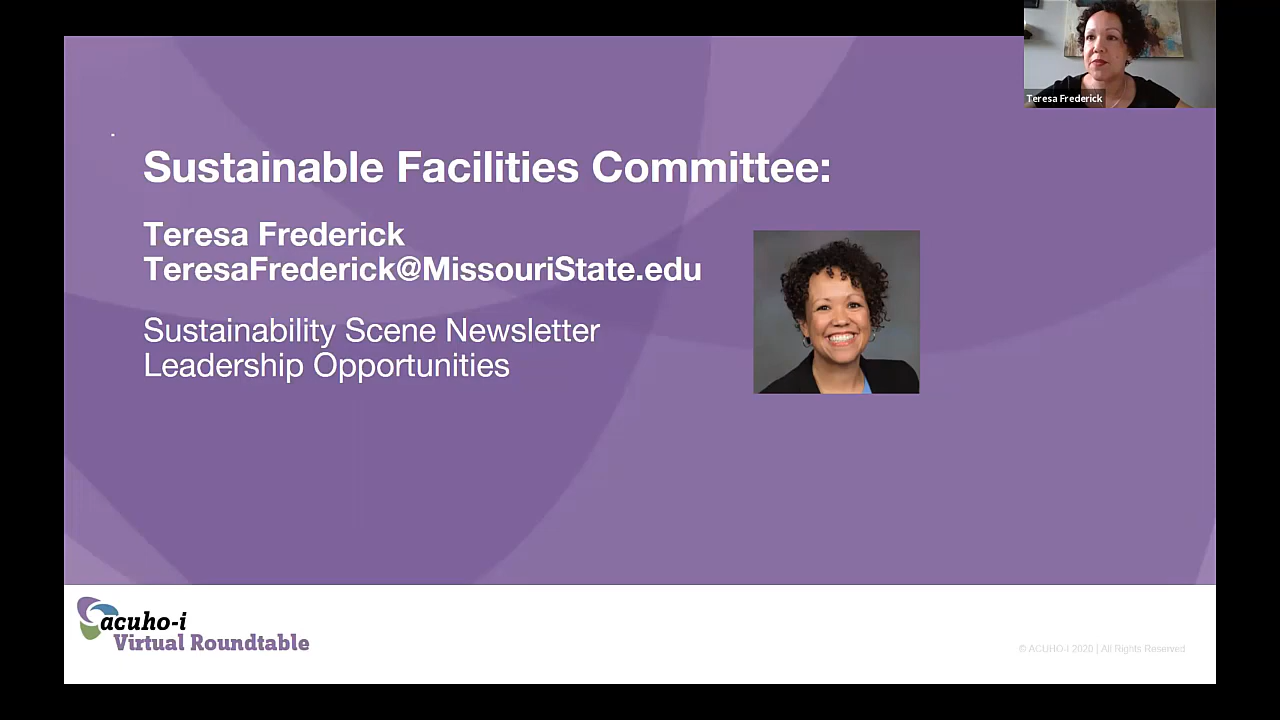 Teresa Frederick
Sustainable Facilities Committee:
Teresa Frederick
TeresaFrederick@MissouriState.edu
Sustainability Scene Newsletter
Leadership Opportunities
acuho-i
Virtual Roundtable
© ACUHO-I 2020 | All Rights Reserved